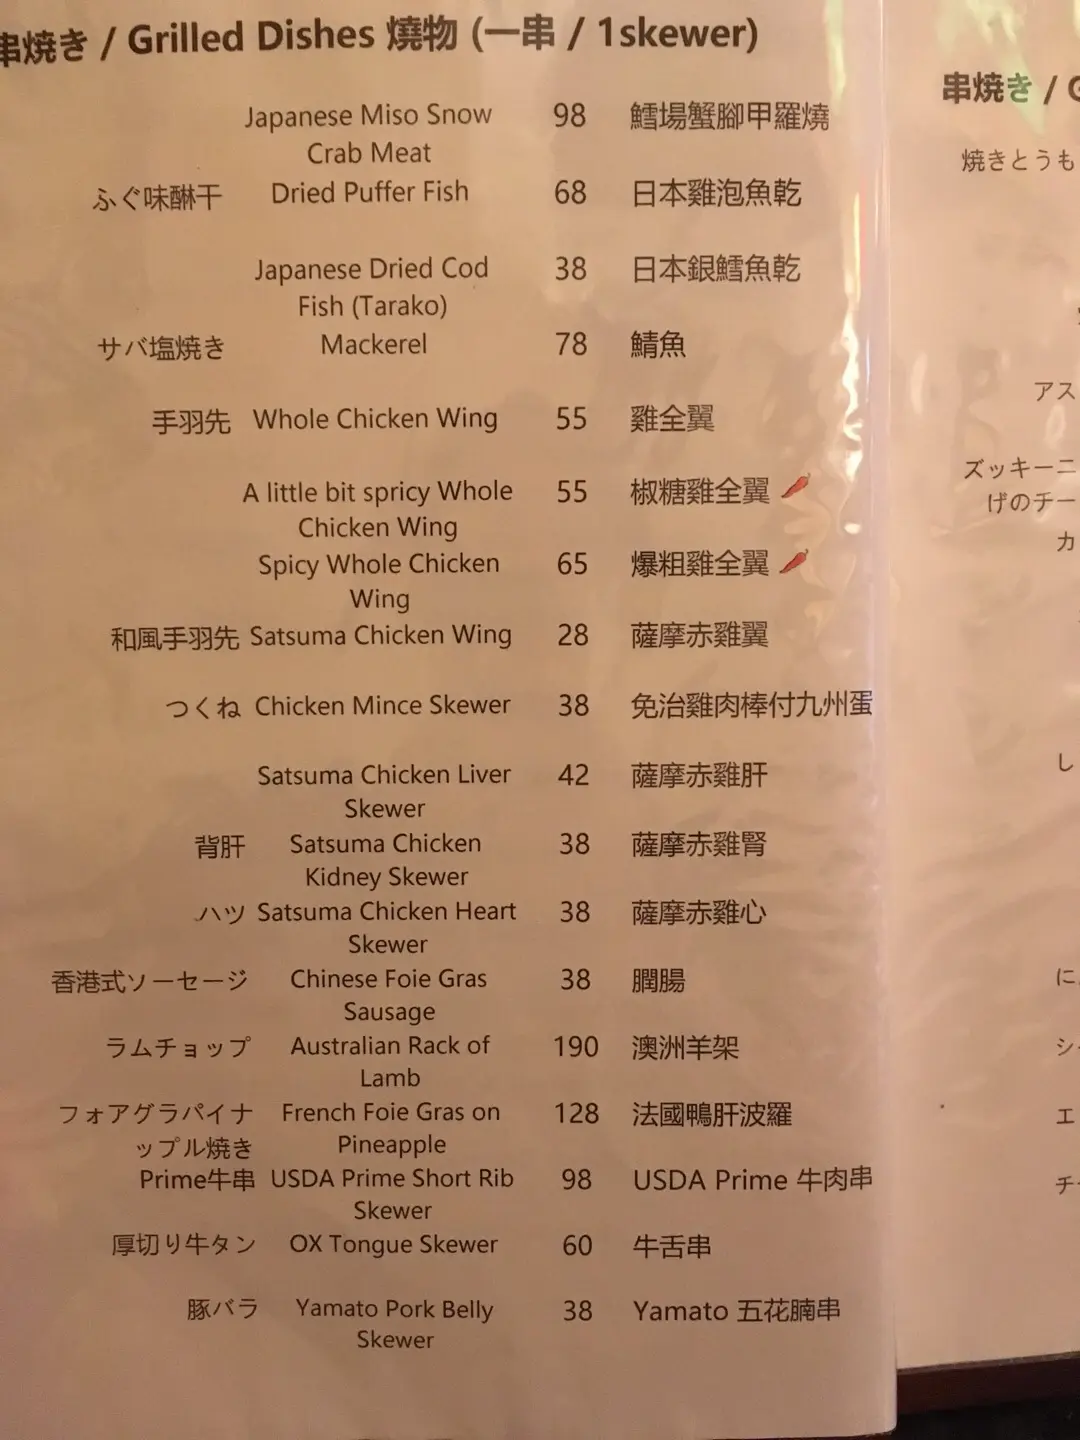 串焼き / Grilled Dishes 燒物 (一串 / 1skewer)
Japanese Miso Snow 98 鱈場蟹腳甲羅燒
Crab Meat
ふぐ味醂干 Dried Puffer Fish 68 日本雞泡魚乾
Japanese Dried Cod 38 日本銀鱈魚乾
Fish (Tarako)
サバ塩焼き Mackerel 78 鯖魚
手羽先 Whole Chicken Wing 55 雞全翼
A little bit spricy Whole 55 椒糖雞全翼
Chicken Wing
Spicy Whole Chicken 65 爆粗雞全翼
Wing
和風手羽先 Satsuma Chicken Wing 28 薩摩赤雞翼
つくね Chicken Mince Skewer 38 免治雞肉棒付九州蛋
Satsuma Chicken Liver 42 薩摩赤雞肝
Skewer
背肝 Satsuma Chicken 38 薩摩赤雞腎
Kidney Skewer
ハツ Satsuma Chicken Heart 38 薩摩赤雞心
Skewer
香港式ソーセージ Chinese Foie Gras 38 膶腸
Sausage
ラムチョップ Australian Rack of 190 澳洲羊架
Lamb
フォアグラパイナ French Foie Gras on 128 法國鴨肝波羅
ップル焼き Pineapple
Prime牛串 USDA Prime Short Rib 98 USDA Prime 牛肉串
Skewer
厚切り牛タン OX Tongue Skewer 60 牛舌串
豚バラ Yamato Pork Belly 38 Yamato 五花腩串
Skewer
串焼き / G
焼きとうも
アス
ズッキーニ
げのチー
カ
し
に
シ
エ
チ